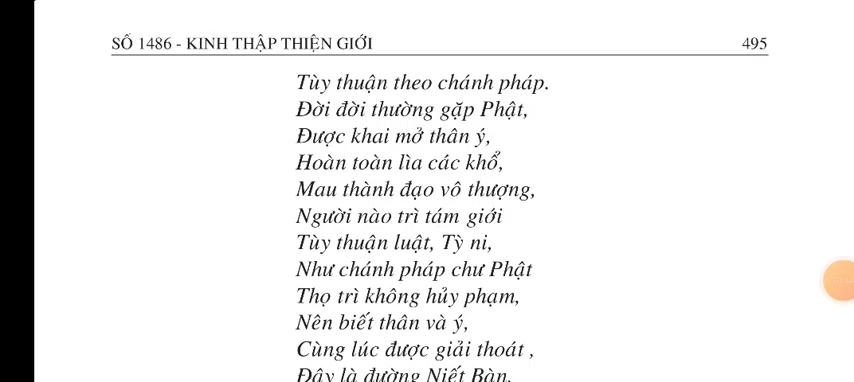 SỐ 1486 - KINH THẬP THIỆN GIỚI 495
Tùy thuận theo chánh pháp.
Đời đời thường gặp Phật,
Được khai mở thân ý,
Hoàn toàn lìa các khổ,
Mau thành đạo vô thượng,
Người nào trì tám giới
Tùy thuận luật, Tỳ ni,
Như chánh pháp chư Phật
Thọ trì không hủy phạm,
Nên biết thân và ý,
Cùng lúc được giải thoát ,
Đây là đường Niết Bàn.